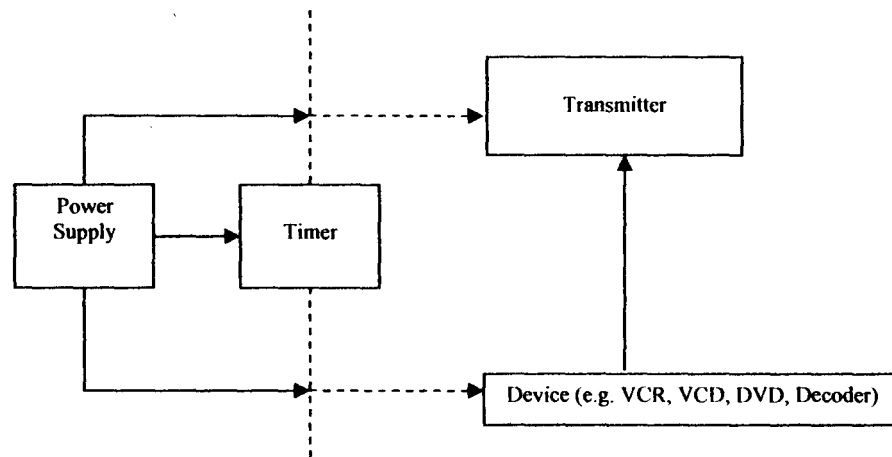 Transmitter
Power
Supply
Timer
Device (e.g. VCR, VCD, DVD, Decoder)